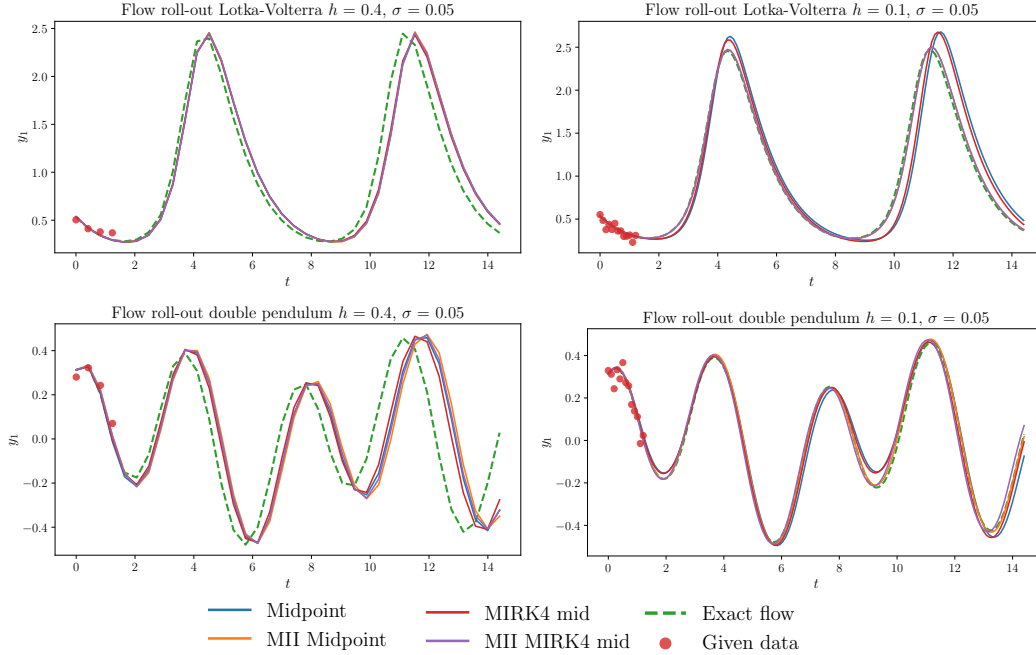 Flow roll-out Lotka-Volterra h = 0.4, σ = 0.05
2.5
2.0
1.5
1.0
0.5
y₁
0 2 4 6 8 10 12 14
t
Flow roll-out Lotka-Volterra h = 0.1, σ = 0.05
2.5
2.0
1.5
1.0
0.5
y₁
0 2 4 6 8 10 12 14
t
Flow roll-out double pendulum h = 0.4, σ = 0.05
0.4
0.2
0.0
−0.2
−0.4
y₁
0 2 4 6 8 10 12 14
t
Flow roll-out double pendulum h = 0.1, σ = 0.05
0.4
0.2
0.0
−0.2
−0.4
y₁
0 2 4 6 8 10 12 14
t
Midpoint
MII Midpoint
MIRK4 mid
MII MIRK4 mid
Exact flow
Given data